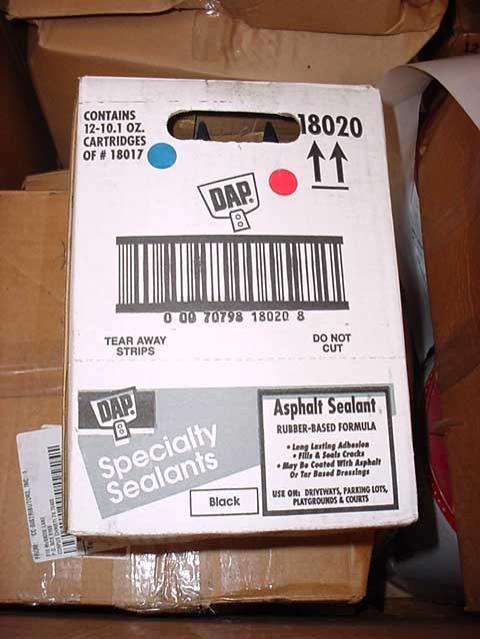 CONTAINS
12-10.1 OZ.
CARTRIDGES
OF # 18017
18020
DAP®
0 00 70798 18020 8
TEAR AWAY
STRIPS
DO NOT
CUT
DAP®
Specialty
Sealants
Black
Asphalt Sealant
RUBBER-BASED FORMULA
• Long Lasting Adhesion
• Fills & Seals Cracks
• May Be Coated With Asphalt
Or Tar Based Dressings
USE ON: DRIVEWAYS, PARKING LOTS,
PLAYGROUNDS & COURTS